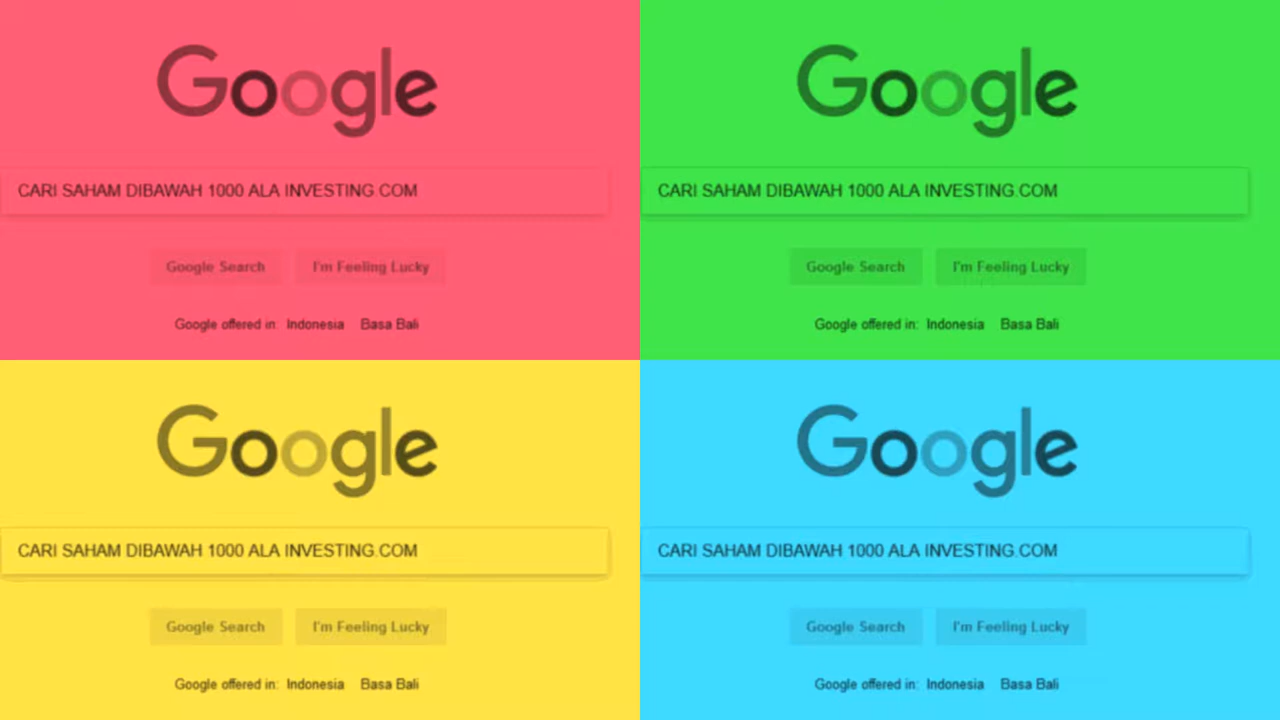 Google
CARI SAHAM DIBAWAH 1000 ALA INVESTING.COM
Google Search I'm Feeling Lucky
Google offered in: Indonesia Basa Bali
Google
CARI SAHAM DIBAWAH 1000 ALA INVESTING.COM
Google Search I'm Feeling Lucky
Google offered in: Indonesia Basa Bali
Google
CARI SAHAM DIBAWAH 1000 ALA INVESTING.COM
Google Search I'm Feeling Lucky
Google offered in: Indonesia Basa Bali
Google
CARI SAHAM DIBAWAH 1000 ALA INVESTING.COM
Google Search I'm Feeling Lucky
Google offered in: Indonesia Basa Bali